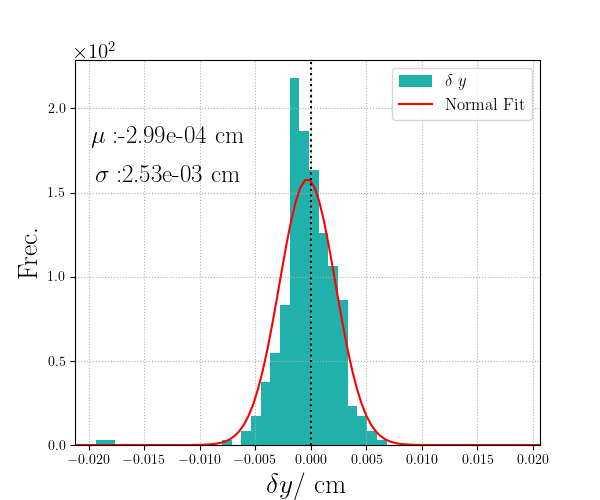 ×10²
δ y
Normal Fit
μ :-2.99e-04 cm
σ :2.53e-03 cm
Frec.
2.0
1.5
1.0
0.5
0.0
−0.020 −0.015 −0.010 −0.005 0.000 0.005 0.010 0.015 0.020
δy/ cm